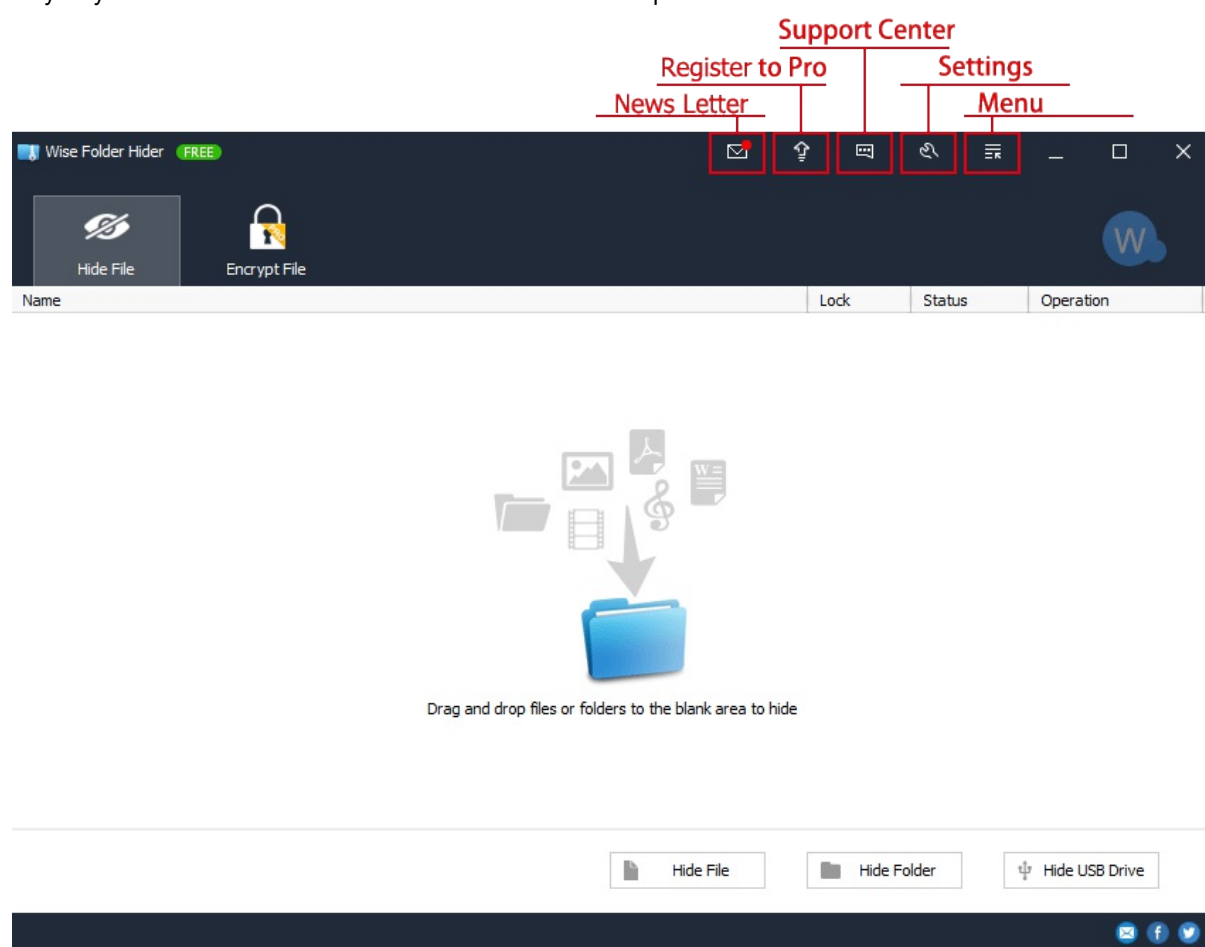 Support Center
Register to Pro
Settings
News Letter
Menu
Wise Folder Hider FREE
Hide File
Encrypt File
W
Name
Lock
Status
Operation
W
Drag and drop files or folders to the blank area to hide
Hide File
Hide Folder
Hide USB Drive